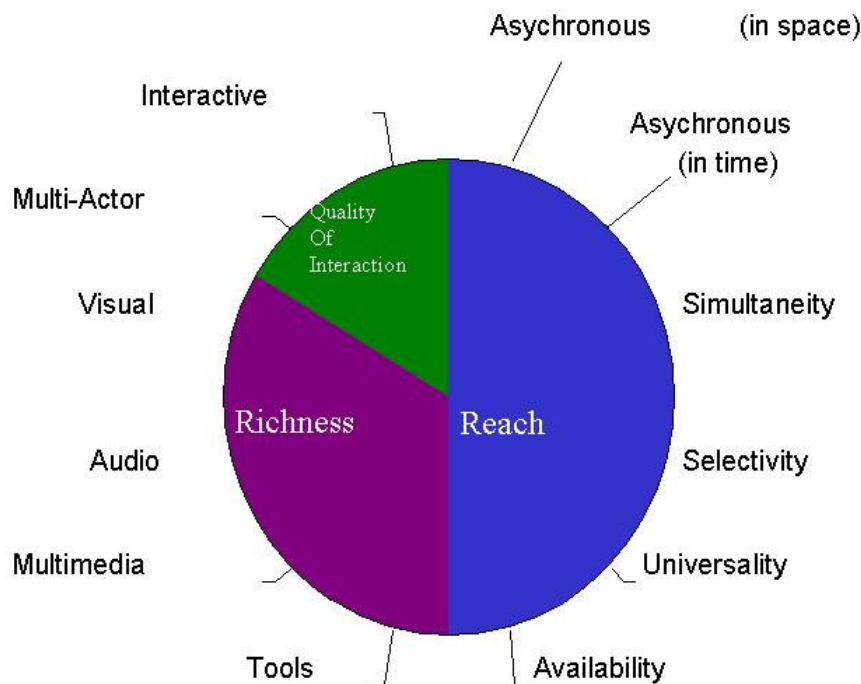 Asychronous (in space)
Interactive
Asychronous
(in time)
Multi-Actor
Quality
Of
Interaction
Visual
Simultaneity
Richness
Reach
Audio
Selectivity
Multimedia
Universality
Tools
Availability